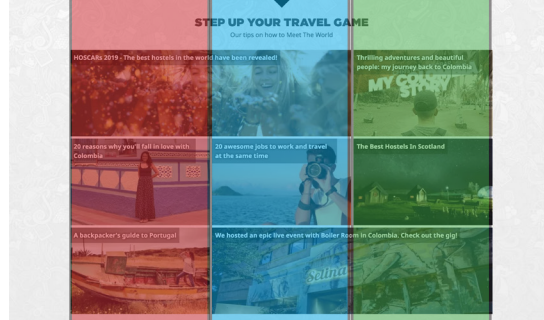 STEP UP YOUR TRAVEL GAME
Our tips on how to Meet The World
HOSCARs 2019 - The best hostels in the world have been revealed!
Thrilling adventures and beautiful
people: my journey back to Colombia
MY COLOMBIA
STORY
20 reasons why you'll fall in love with
Colombia
20 awesome jobs to work and travel
at the same time
The Best Hostels In Scotland
A backpacker's guide to Portugal
We hosted an epic live event with Boiler Room in Colombia. Check out the gig!
Selina